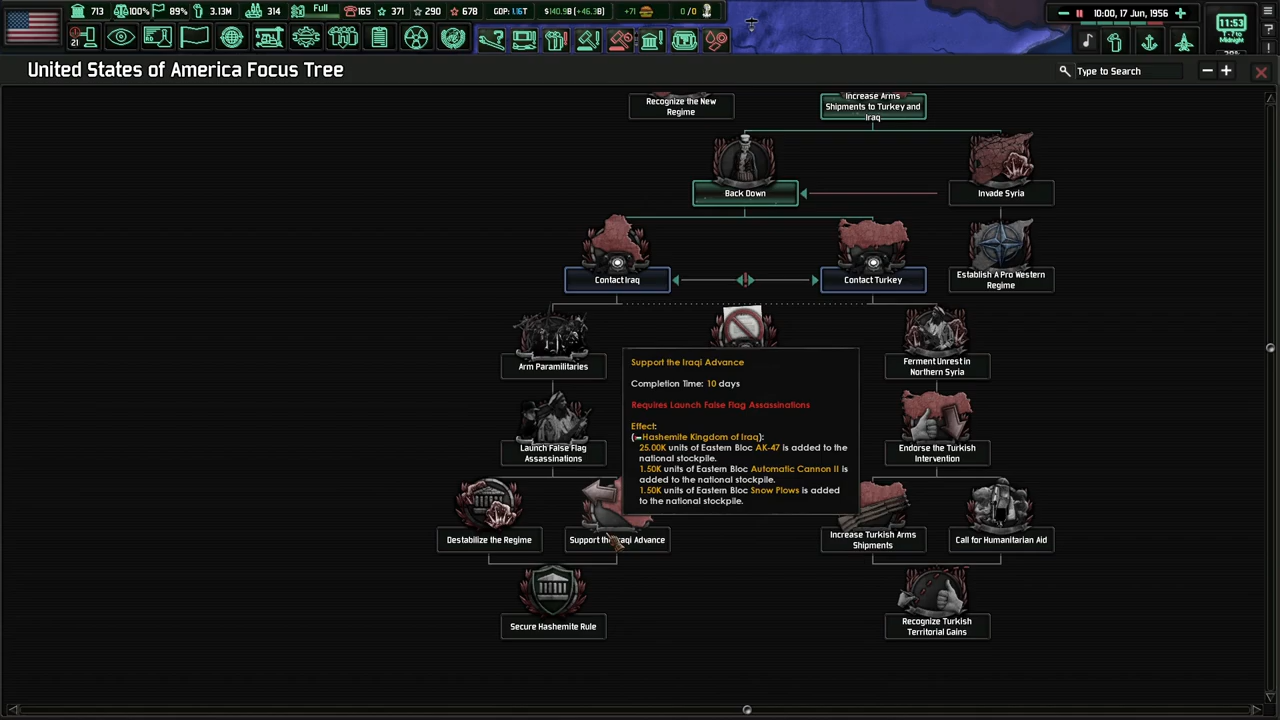 713
100%
89%
3.13M
314
Full
165
371
290
678
GDP: 1.6T
$140.9B (+46.3B)
+71
0/0
10:00, 17 Jun, 1956
11:53
T-7 to
Midnight
21
United States of America Focus Tree
Type to Search
Recognize the New
Regime
Increase Arms
Shipments to Turkey and
Iraq
Back Down
Invade Syria
Contact Iraq
Contact Turkey
Establish A Pro Western
Regime
Arm Paramilitaries
Ferment Unrest in
Northern Syria
Support the Iraqi Advance
Completion Time: 10 days
Requires Launch False Flag Assassinations
Effect:
(Hashemite Kingdom of Iraq):
25.00K units of Eastern Bloc AK-47 is added to the
national stockpile.
1.50K units of Eastern Bloc Automatic Cannon II is
added to the national stockpile.
1.50K units of Eastern Bloc Snow Plows is added
to the national stockpile.
Launch False Flag
Assassinations
Endorse the Turkish
Intervention
Destabilize the Regime
Support the Iraqi Advance
Increase Turkish Arms
Shipments
Call for Humanitarian Aid
Secure Hashemite Rule
Recognize Turkish
Territorial Gains